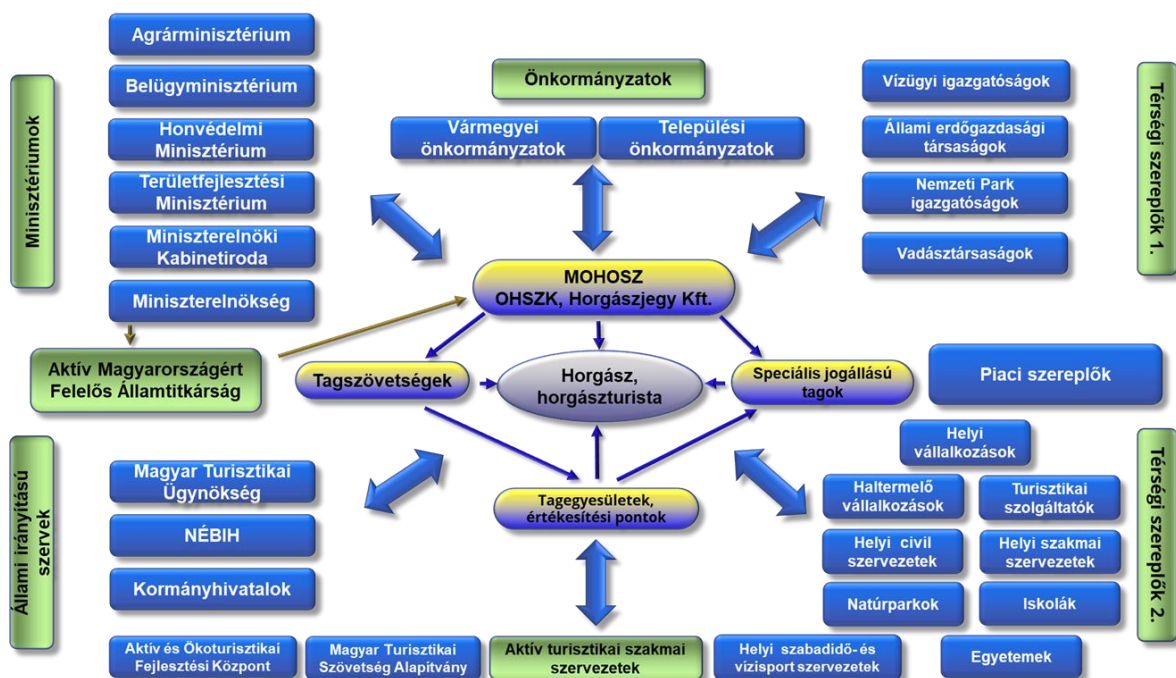 Minisztériumok
Agrárminisztérium
Belügyminisztérium
Honvédelmi
Minisztérium
Területfejlesztési
Minisztérium
Miniszterelnöki
Kabinetiroda
Miniszterelnökség
Aktív Magyarországért
Felelős Államtitkárság
Önkormányzatok
Vármegyei
önkormányzatok
Települési
önkormányzatok
Vízügyi igazgatóságok
Állami erdőgazdasági
társaságok
Nemzeti Park
igazgatóságok
Vadásztársaságok
Térségi szereplők 1.
MOHOSZ
OHSZK, Horgászjegy Kft.
Tagszövetségek
Horgász,
horgászturista
Speciális jogállású
tagok
Tagegyesületek,
értékesítési pontok
Piaci szereplők
Állami irányítású
szervek
Magyar Turisztikai
Ügynökség
NÉBIH
Kormányhivatalok
Helyi
vállalkozások
Haltermelő
vállalkozások
Turisztikai
szolgáltatók
Helyi civil
szervezetek
Helyi szakmai
szervezetek
Natúrparkok
Iskolák
Térségi szereplők 2.
Aktív és Ökoturisztikai
Fejlesztési Központ
Magyar Turisztikai
Szövetség Alapítvány
Aktív turisztikai szakmai
szervezetek
Helyi szabadidő- és
vízisport szervezetek
Egyetemek